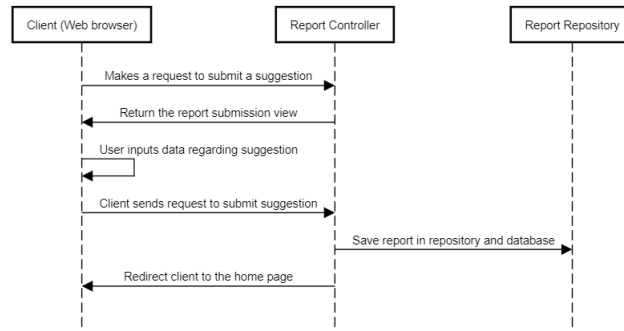 Client (Web browser)
Report Controller
Report Repository
Makes a request to submit a suggestion
Return the report submission view
User inputs data regarding suggestion
Client sends request to submit suggestion
Save report in repository and database
Redirect client to the home page